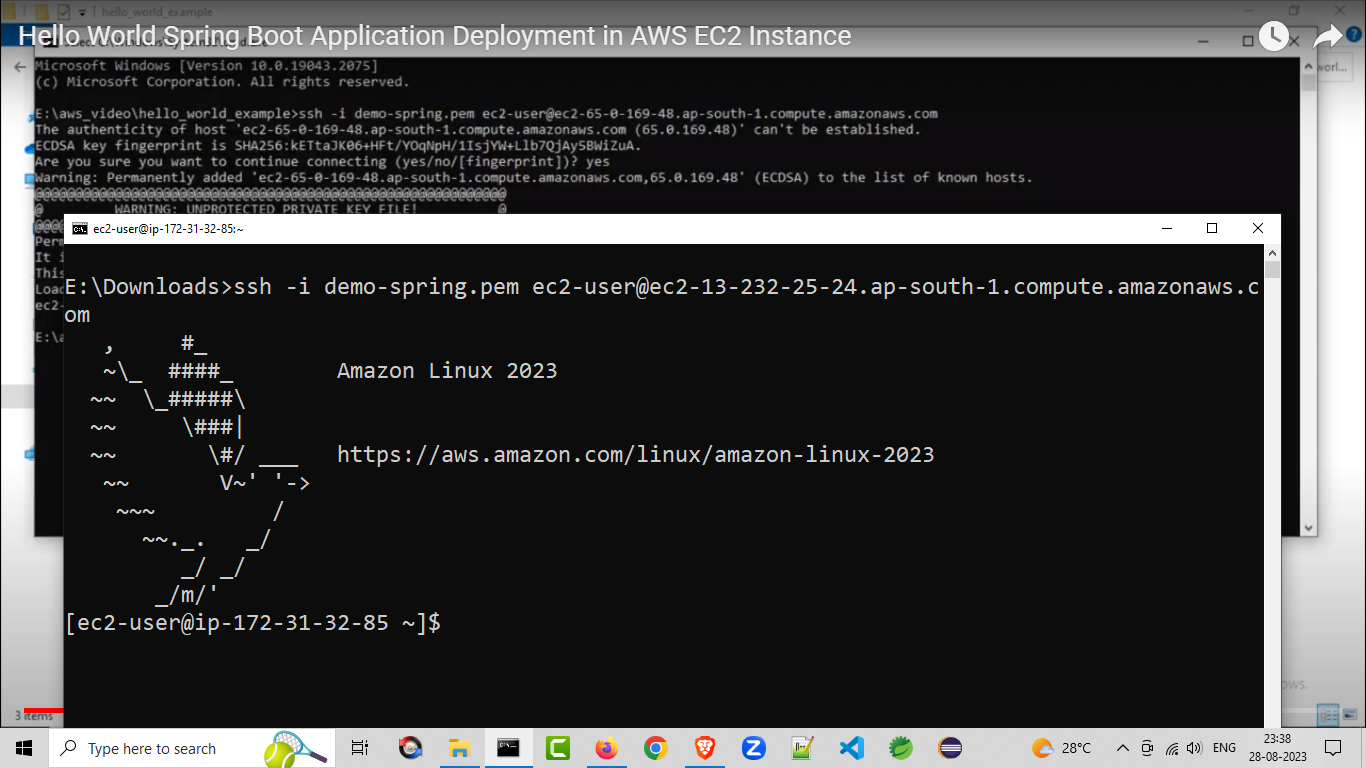 hello_world_example
Hello World Spring Boot Application Deployment in AWS EC2 Instance
Microsoft Windows [Version 10.0.19043.2075]
(c) Microsoft Corporation. All rights reserved.
E:\aws_video\hello_world_example>ssh -i demo-spring.pem ec2-user@ec2-65-0-169-48.ap-south-1.compute.amazonaws.com
The authenticity of host 'ec2-65-0-169-48.ap-south-1.compute.amazonaws.com (65.0.169.48)' can't be established.
ECDSA key fingerprint is SHA256:kETtaJK06+HFt/YOqNpH/1IsjYW+Llb7QjAy5BWiZuA.
Are you sure you want to continue connecting (yes/no/[fingerprint])? yes
Warning: Permanently added 'ec2-65-0-169-48.ap-south-1.compute.amazonaws.com,65.0.169.48' (ECDSA) to the list of known hosts.
@@@@@@@@@@@@@@@@@@@@@@@@@@@@@@@@@@@@@@@@@@@@@@@@@@@@@@@@@@@
@         WARNING: UNPROTECTED PRIVATE KEY FILE!          @
ec2-user@ip-172-31-32-85:~
Perm
It i
This
Load
ec2-
E:\a
E:\Downloads>ssh -i demo-spring.pem ec2-user@ec2-13-232-25-24.ap-south-1.compute.amazonaws.c
om
   ,     #_
   ~\_  ####_        Amazon Linux 2023
  ~~  \_#####\
  ~~     \###|
  ~~       \#/ ___   https://aws.amazon.com/linux/amazon-linux-2023
   ~~       V~' '->
    ~~~         /
      ~~._.   _/
         _/ _/
       _/m/'
[ec2-user@ip-172-31-32-85 ~]$
3 items
Type here to search
28°C
ENG
23:38
28-08-2023